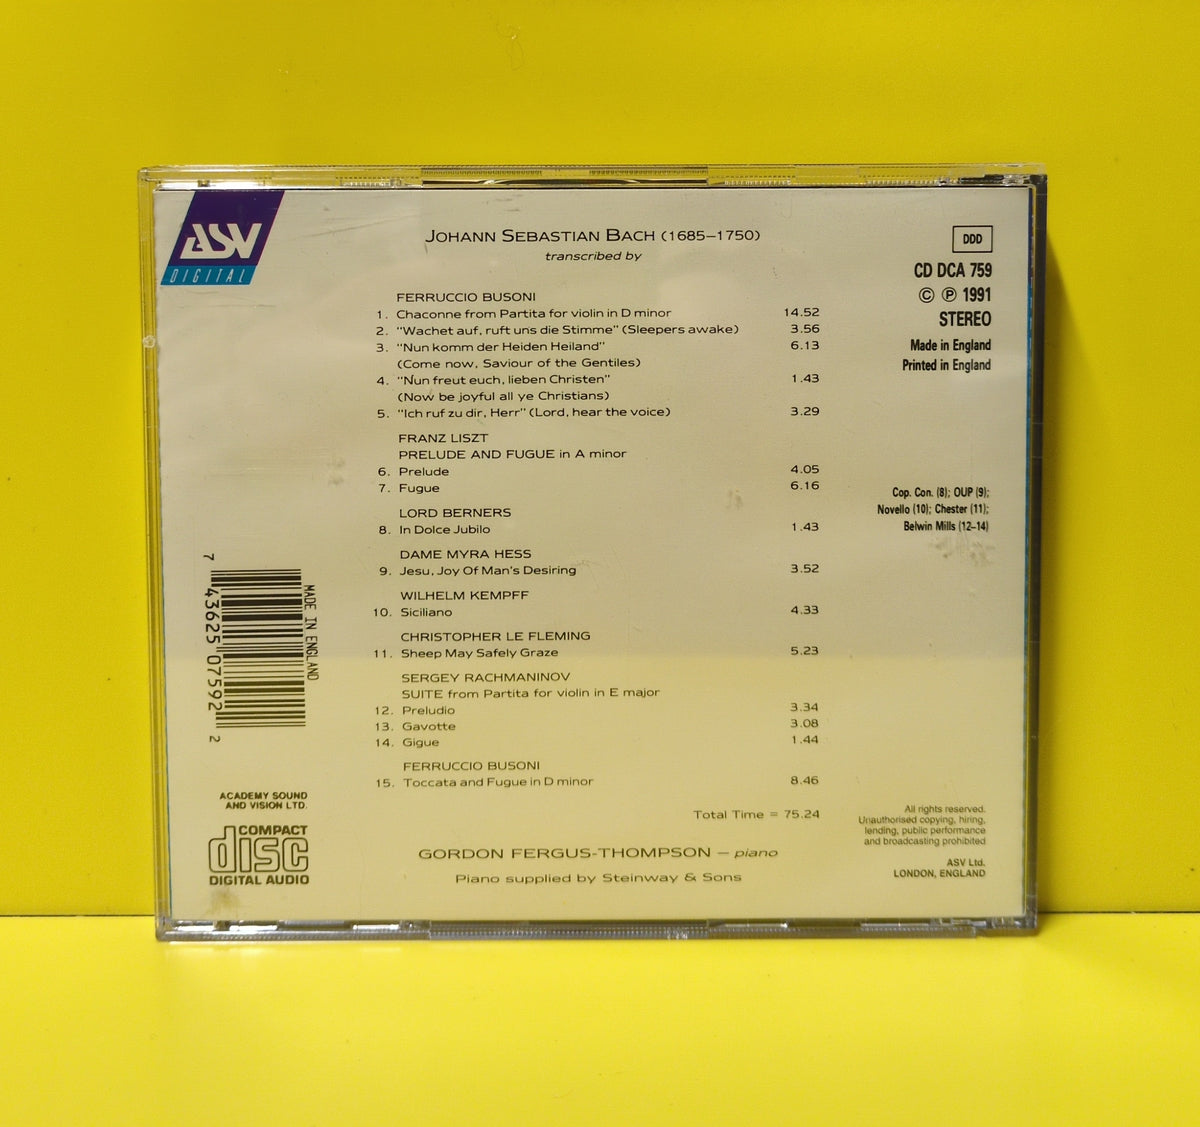 ASV
DIGITAL
JOHANN SEBASTIAN BACH (1685–1750)
transcribed by
FERRUCCIO BUSONI
1. Chaconne from Partita for violin in D minor 14.52
2. "Wachet auf, ruft uns die Stimme" (Sleepers awake) 3.56
3. "Nun komm der Heiden Heiland" 6.13
(Come now, Saviour of the Gentiles)
4. "Nun freut euch, lieben Christen" 1.43
(Now be joyful all ye Christians)
5. "Ich ruf zu dir, Herr" (Lord, hear the voice) 3.29
FRANZ LISZT
PRELUDE AND FUGUE in A minor
6. Prelude 4.05
7. Fugue 6.16
LORD BERNERS
8. In Dolce Jubilo 1.43
DAME MYRA HESS
9. Jesu, Joy Of Man's Desiring 3.52
WILHELM KEMPFF
10. Siciliano 4.33
CHRISTOPHER LE FLEMING
11. Sheep May Safely Graze 5.23
SERGEY RACHMANINOV
SUITE from Partita for violin in E major
12. Preludio 3.34
13. Gavotte 3.08
14. Gigue 1.44
FERRUCCIO BUSONI
15. Toccata and Fugue in D minor 8.46
Total Time = 75.24
GORDON FERGUS-THOMPSON – piano
Piano supplied by Steinway & Sons
DDD
CD DCA 759
© ℗ 1991
STEREO
Made in England
Printed in England
Cop. Con. (8); OUP (9);
Novello (10); Chester (11);
Belwin Mills (12–14)
All rights reserved.
Unauthorised copying, hiring,
lending, public performance
and broadcasting prohibited
ASV Ltd.
LONDON, ENGLAND
MADE IN ENGLAND
7 43625 07592 2
ACADEMY SOUND
AND VISION LTD.
COMPACT
disc
DIGITAL AUDIO